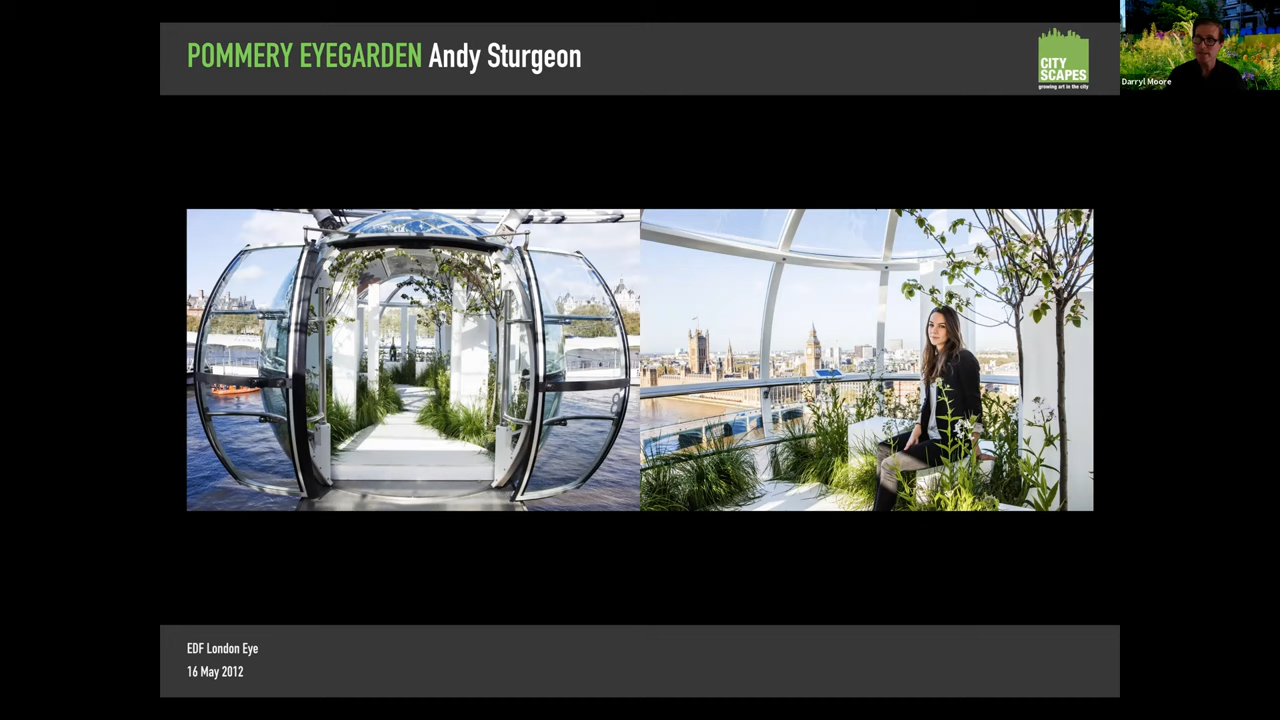 POMMERY EYEGARDEN Andy Sturgeon
CITY
SCAPES
growing art in the city
Darryl Moore
EDF London Eye
16 May 2012